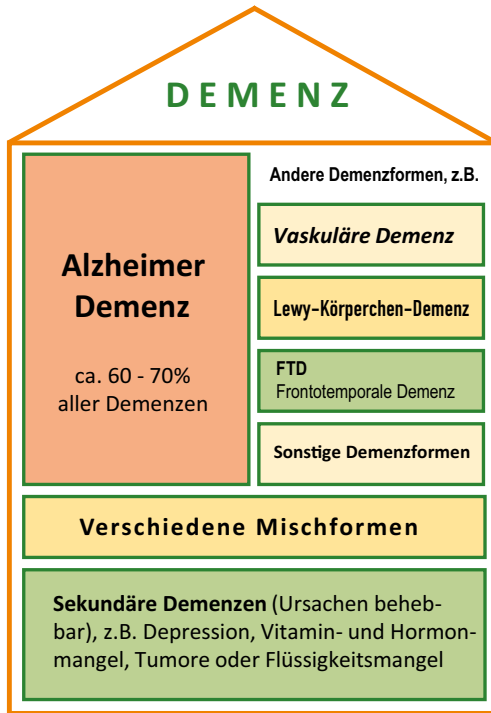 DEMENZ
Alzheimer
Demenz
ca. 60 - 70%
aller Demenzen
Andere Demenzformen, z.B.
Vaskuläre Demenz
Lewy-Körperchen-Demenz
FTD
Frontotemporale Demenz
Sonstige Demenzformen
Verschiedene Mischformen
Sekundäre Demenzen (Ursachen beheb-
bar), z.B. Depression, Vitamin- und Hormon-
mangel, Tumore oder Flüssigkeitsmangel